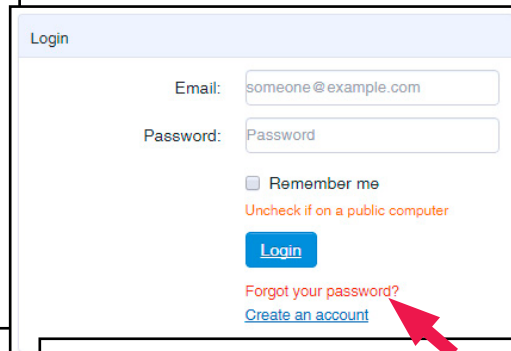 Login
Email: someone@example.com
Password: Password
Remember me
Uncheck if on a public computer
Login
Forgot your password?
Create an account